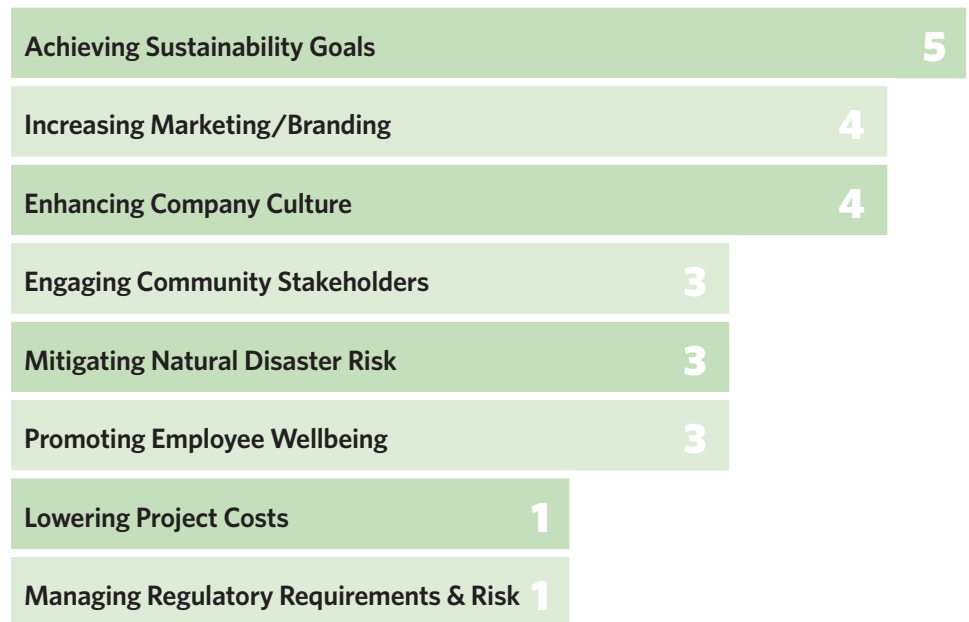 Achieving Sustainability Goals 5
Increasing Marketing/Branding 4
Enhancing Company Culture 4
Engaging Community Stakeholders 3
Mitigating Natural Disaster Risk 3
Promoting Employee Wellbeing 3
Lowering Project Costs 1
Managing Regulatory Requirements & Risk 1